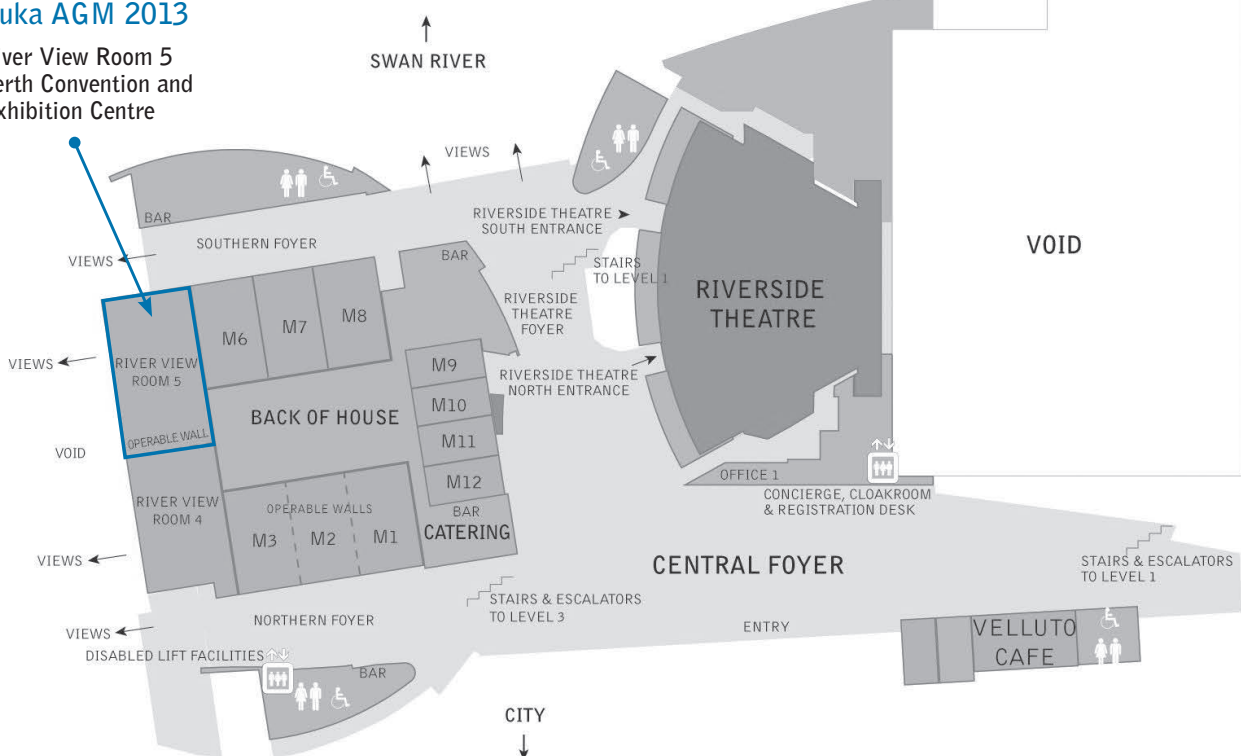 uka AGM 2013
ver View Room 5
erth Convention and
xhibition Centre
SWAN RIVER
VIEWS
BAR
SOUTHERN FOYER
VIEWS
RIVERSIDE THEATRE
SOUTH ENTRANCE
BAR
STAIRS
TO LEVEL 1
VOID
RIVERSIDE
THEATRE
RIVERSIDE
THEATRE
FOYER
M6
M7
M8
VIEWS
RIVER VIEW
ROOM 5
M9
RIVERSIDE THEATRE
NORTH ENTRANCE
BACK OF HOUSE
M10
OPERABLE WALL
M11
VOID
M12
OFFICE 1
RIVER VIEW
ROOM 4
OPERABLE WALLS
BAR
CONCIERGE, CLOAKROOM
& REGISTRATION DESK
M3
M2
M1
CATERING
VIEWS
CENTRAL FOYER
STAIRS & ESCALATORS
TO LEVEL 1
STAIRS & ESCALATORS
TO LEVEL 3
NORTHERN FOYER
ENTRY
VIEWS
VELLUTO
CAFE
DISABLED LIFT FACILITIES
BAR
CITY